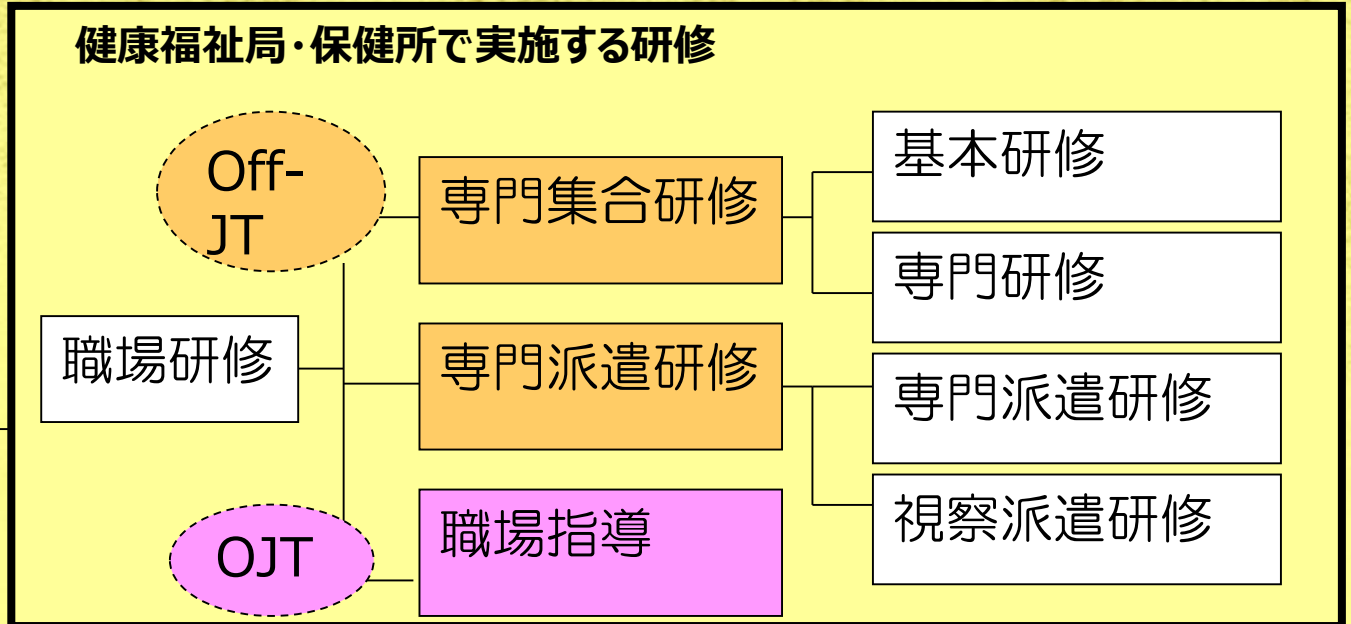 健康福祉局・保健所で実施する研修
Off-
JT
職場研修
OJT
専門集合研修
専門派遣研修
職場指導
基本研修
専門研修
専門派遣研修
視察派遣研修